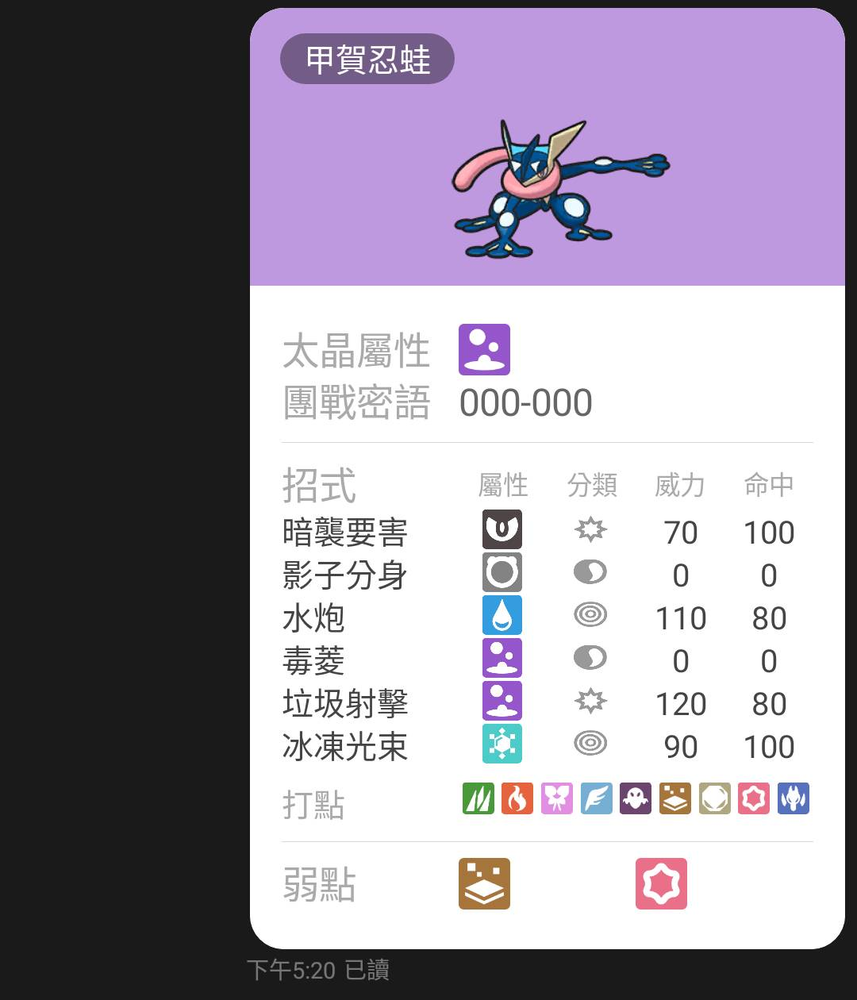 甲賀忍蛙
太晶屬性
團戰密語 000-000
招式 屬性 分類 威力 命中
暗襲要害 70 100
影子分身 0 0
水炮 110 80
毒菱 0 0
垃圾射擊 120 80
冰凍光束 90 100
打點
弱點
下午5:20 已讀